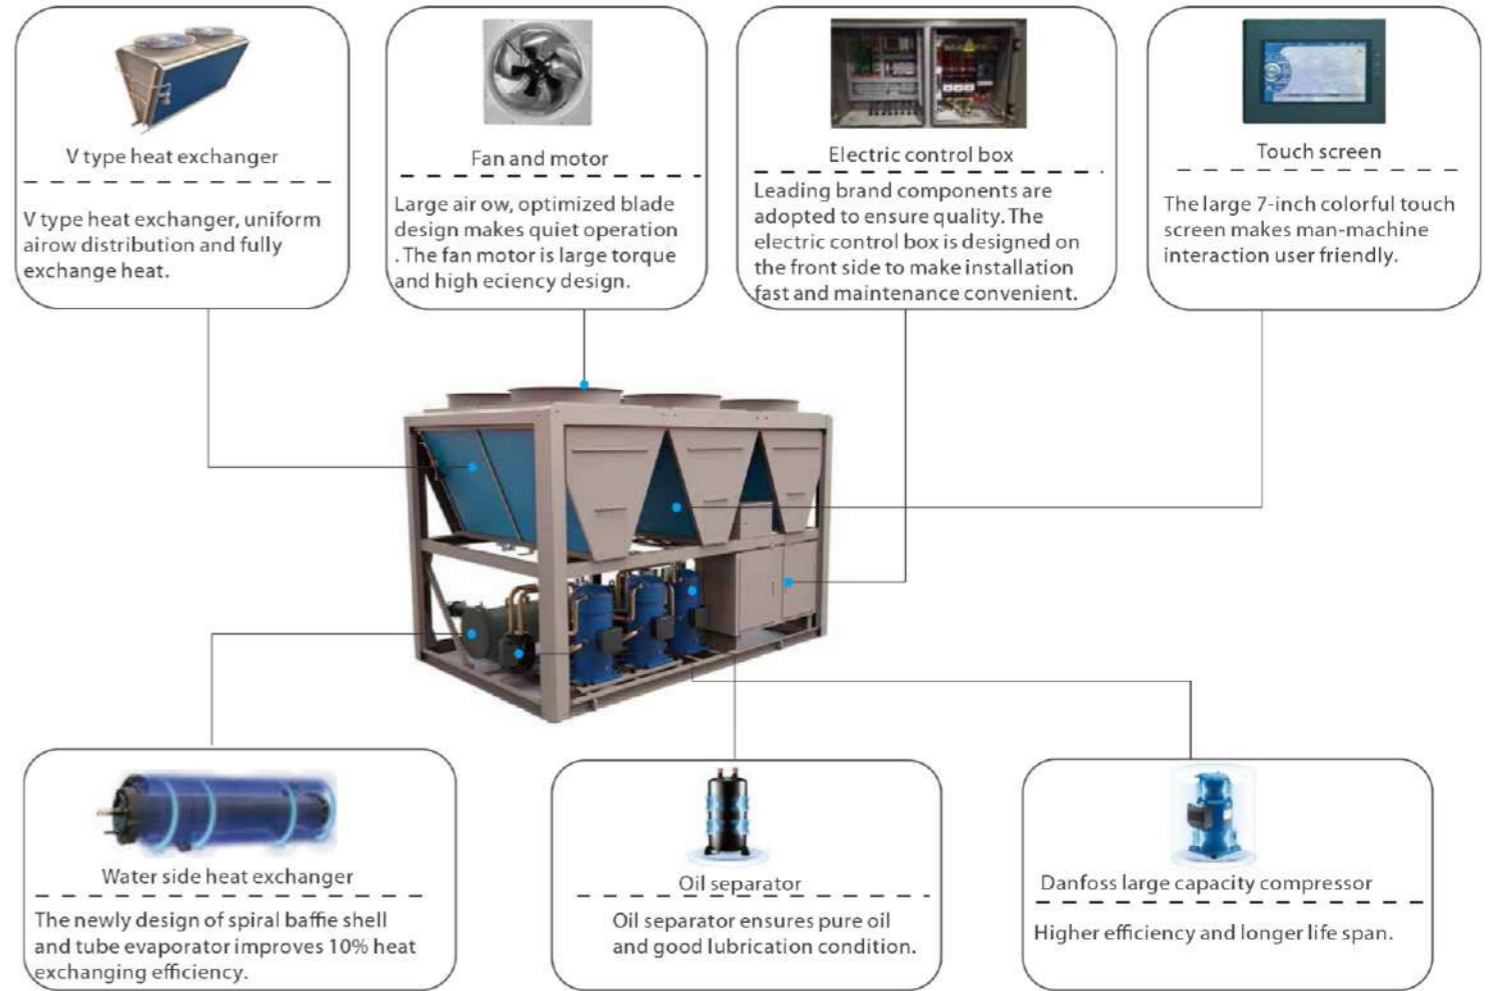 V type heat exchanger
V type heat exchanger, uniform
airow distribution and fully
exchange heat.
Fan and motor
Large air ow, optimized blade
design makes quiet operation
. The fan motor is large torque
and high eciency design.
Electric control box
Leading brand components are
adopted to ensure quality. The
electric control box is designed on
the front side to make installation
fast and maintenance convenient.
Touch screen
The large 7-inch colorful touch
screen makes man-machine
interaction user friendly.
Water side heat exchanger
The newly design of spiral baffie shell
and tube evaporator improves 10% heat
exchanging efficiency.
Oil separator
Oil separator ensures pure oil
and good lubrication condition.
Danfoss large capacity compressor
Higher efficiency and longer life span.